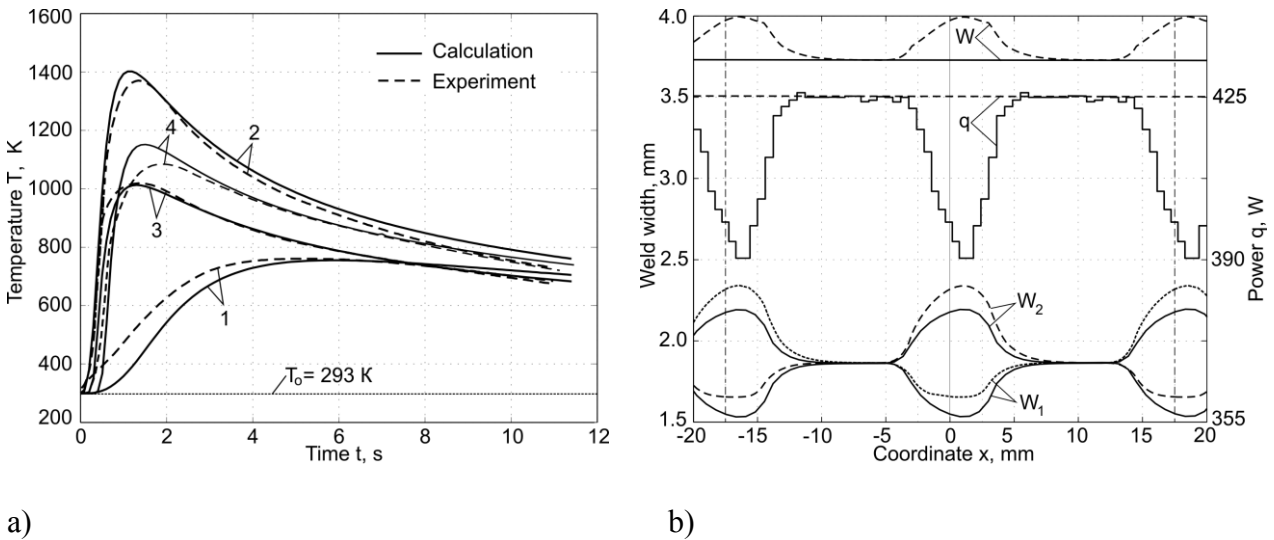 1600
1400
1200
1000
800
600
400
200
Temperature T, K
Calculation
Experiment
2
4
3
1
To = 293 K
0
2
4
6
8
10
12
Time t, s
a)
4.0
3.5
3.0
2.5
2.0
1.5
Weld width, mm
W
q
W2
W1
425
390
355
Power q, W
-20
-15
-10
-5
0
5
10
15
20
Coordinate x, mm
b)